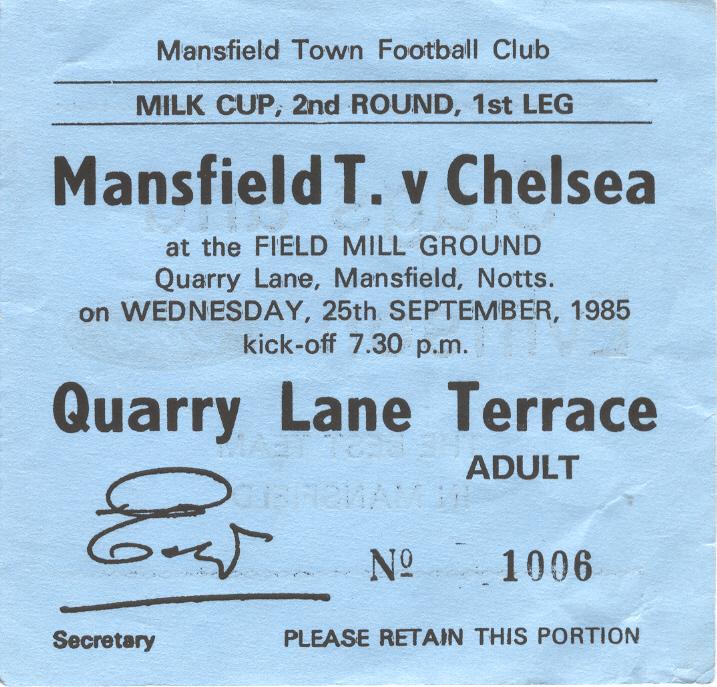 Mansfield Town Football Club
MILK CUP, 2nd ROUND, 1st LEG
Mansfield T. v Chelsea
at the FIELD MILL GROUND
Quarry Lane, Mansfield, Notts.
on WEDNESDAY, 25th SEPTEMBER, 1985
kick-off 7.30 p.m.
Quarry Lane Terrace
ADULT
Nº 1006
Secretary PLEASE RETAIN THIS PORTION